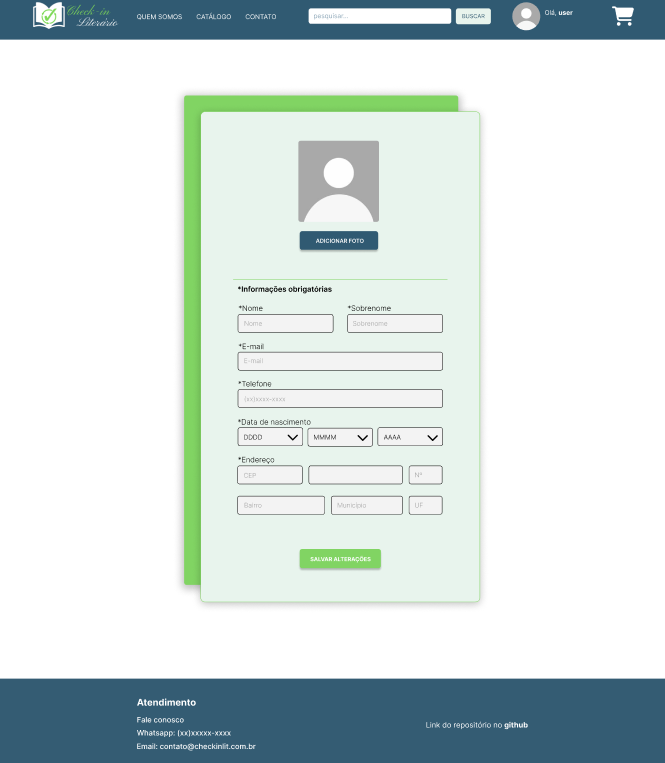 Check-in
Literário
QUEM SOMOS CATÁLOGO CONTATO
pesquisar...
BUSCAR
Olá, user
ADICIONAR FOTO
*Informações obrigatórias
*Nome *Sobrenome
Nome Sobrenome
*E-mail
E-mail
*Telefone
(xx)xxxx-xxxx
*Data de nascimento
DDDD MMMM AAAA
*Endereço
CEP N°
Bairro Município UF
SALVAR ALTERAÇÕES
Atendimento
Fale conosco
Whatsapp: (xx)xxxxx-xxxx
Email: contato@checkinlit.com.br
Link do repositório no github